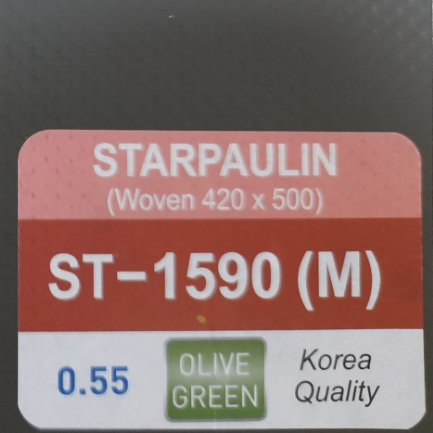 STARPAULIN
(Woven 420 x 500)
ST-1590 (M)
0.55
OLIVE
GREEN
Korea
Quality